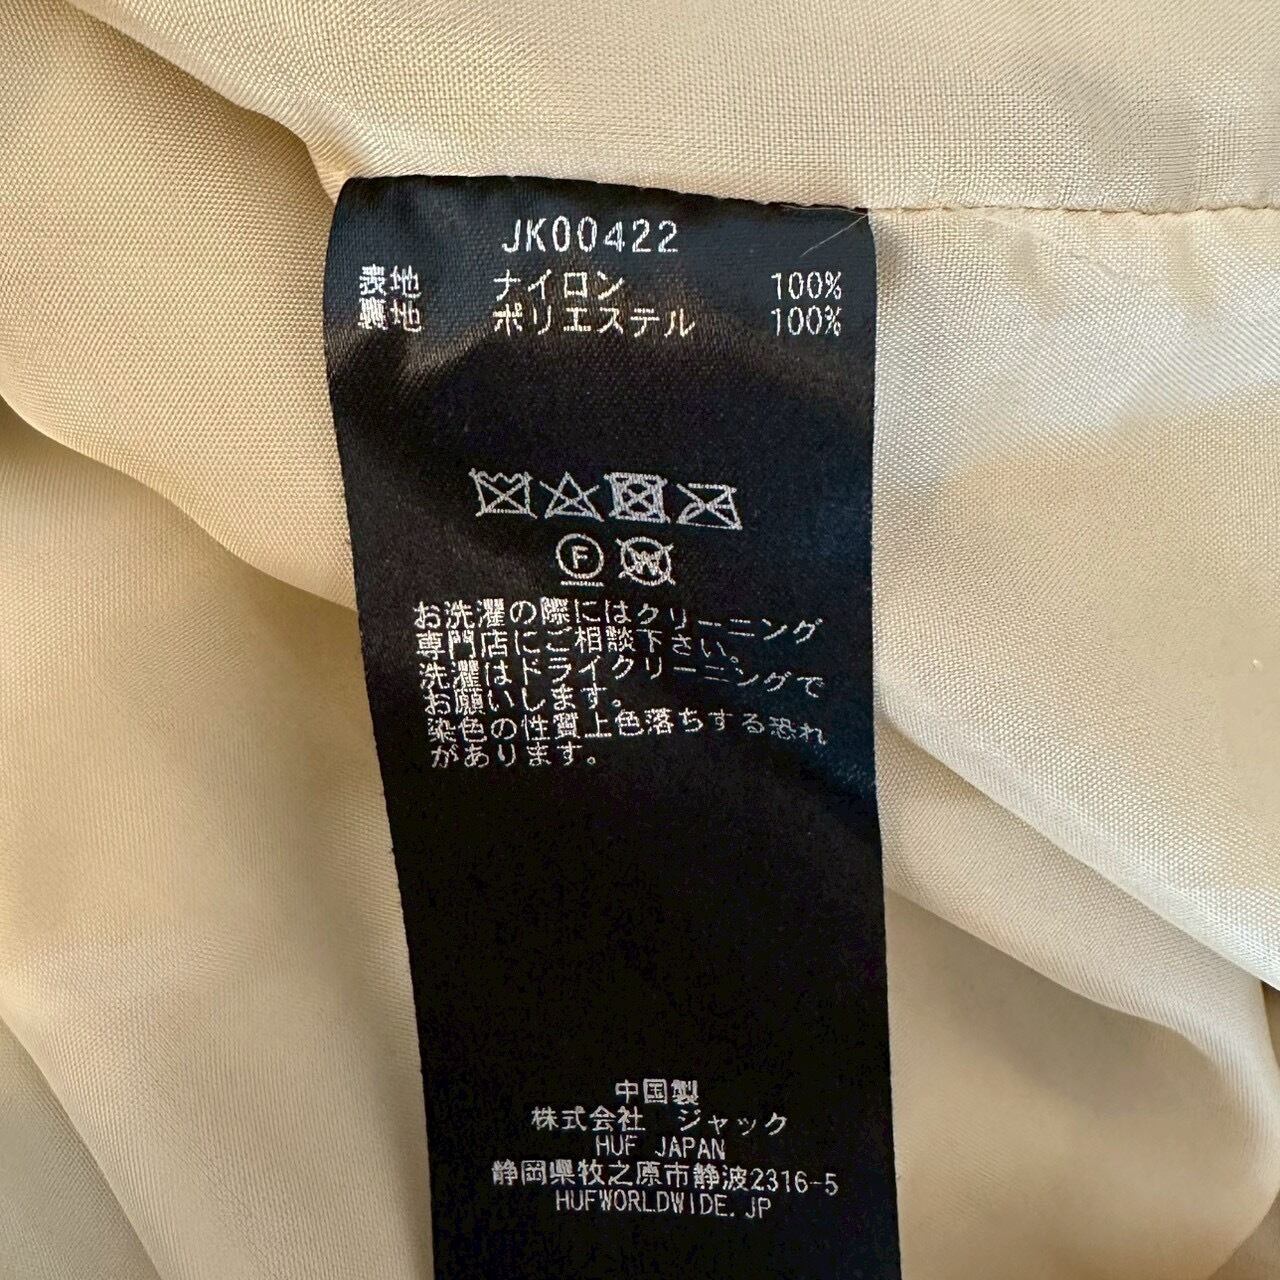 JK00422
表地 ナイロン 100%
裏地 ポリエステル 100%
F
W
お洗濯の際にはクリーニング
専門店にご相談下さい。
洗濯はドライクリーニングで
お願いします。
染色の性質上色落ちする恐れ
があります。
中国製
株式会社 ジャック
HUF JAPAN
静岡県牧之原市静波2316-5
HUFWORLDWIDE.JP